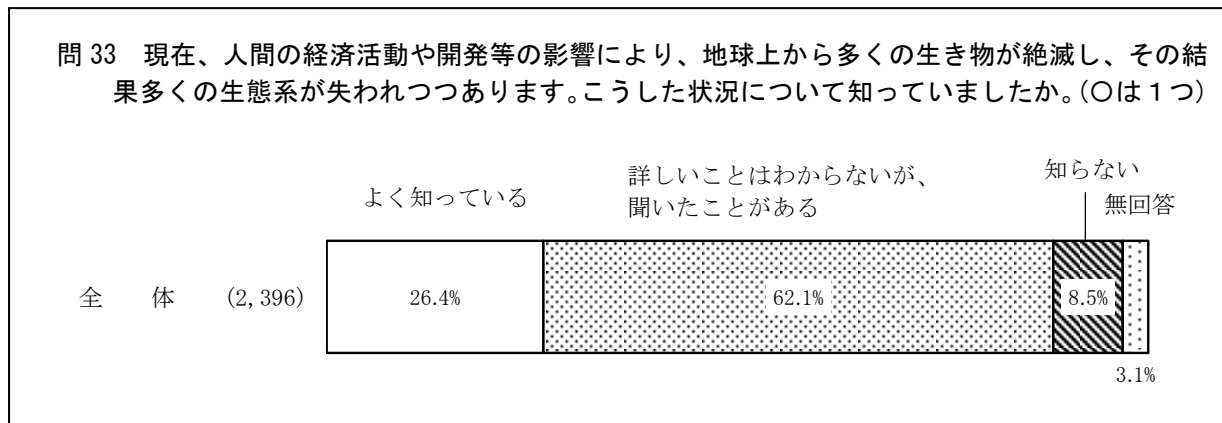 問 33 現在、人間の経済活動や開発等の影響により、地球上から多くの生き物が絶滅し、その結
果多くの生態系が失われつつあります。こうした状況について知っていましたか。(○は1つ)
よく知っている
詳しいことはわからないが、
聞いたことがある
知らない
無回答
全 体 (2,396)
26.4%
62.1%
8.5%
3.1%